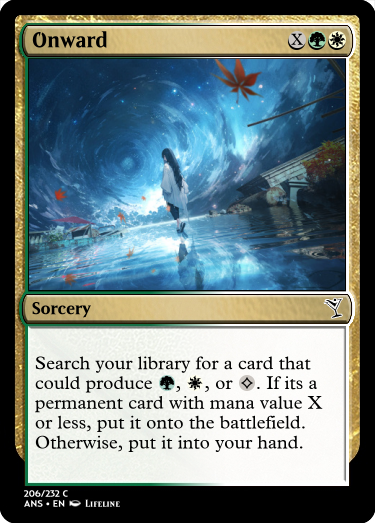 Onward
X
Sorcery
Search your library for a card that
could produce , , or . If its a
permanent card with mana value X
or less, put it onto the battlefield.
Otherwise, put it into your hand.
206/232 C
ANS • EN Lifeline